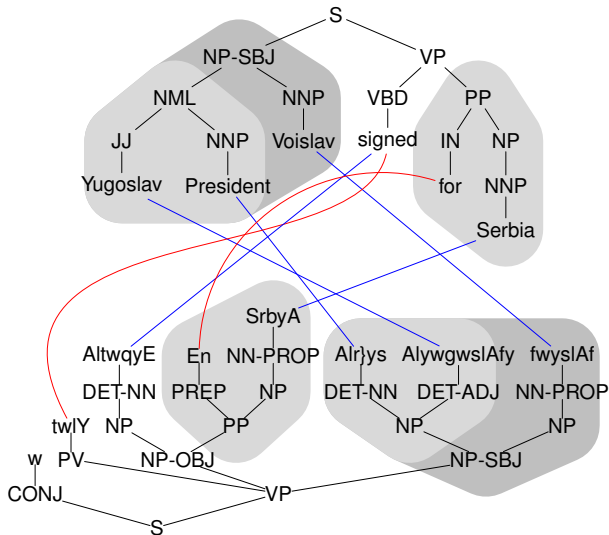 S
NP-SBJ VP
NML NNP VBD PP
JJ NNP Voislav signed IN NP
Yugoslav President for NNP
Serbia
SrbyA
AltwqyE En NN-PROP Alr}ys AlywgwslAfy fwyslAf
DET-NN PREP NP DET-NN DET-ADJ NN-PROP
twlY NP PP NP NP
w PV NP-OBJ NP-SBJ
CONJ VP
S